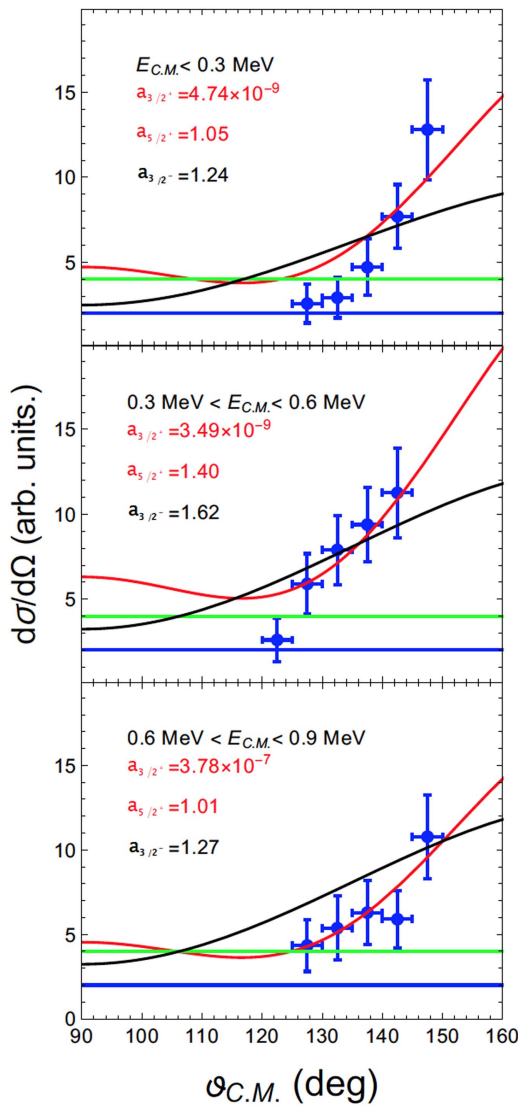 E_C.M. < 0.3 MeV
a_3/2⁺ =4.74×10⁻⁹
a_5/2⁺ =1.05
a_3/2⁻ =1.24
15
10
5
0.3 MeV < E_C.M. < 0.6 MeV
a_3/2⁺ =3.49×10⁻⁹
a_5/2⁺ =1.40
a_3/2⁻ =1.62
15
10
5
dσ/dΩ (arb. units.)
0.6 MeV < E_C.M. < 0.9 MeV
a_3/2⁺ =3.78×10⁻⁷
a_5/2⁺ =1.01
a_3/2⁻ =1.27
15
10
5
0
90 100 110 120 130 140 150 160
ϑ_C.M. (deg)